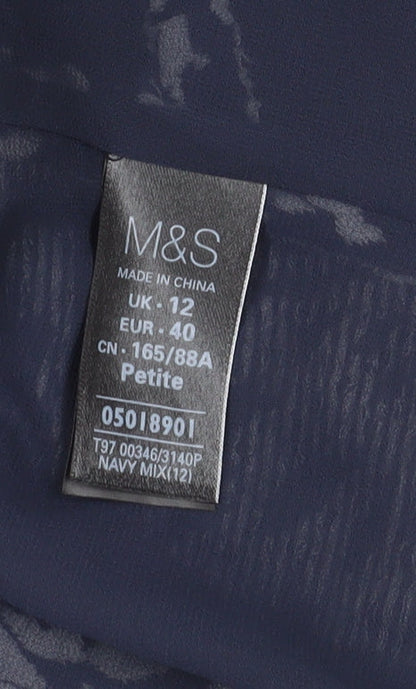 M&S
MADE IN CHINA
UK · 12
EUR · 40
CN · 165/88A
Petite
05018901
T97 00346/3140P
NAVY MIX(12)